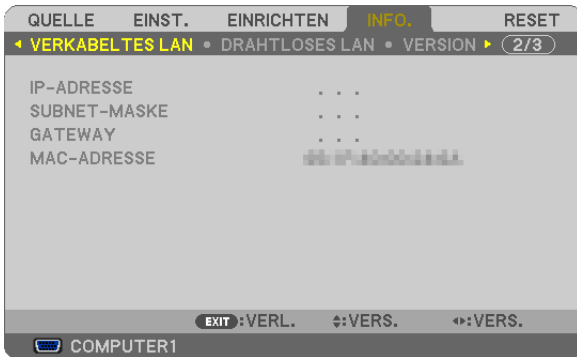 QUELLE EINST. EINRICHTEN INFO. RESET
VERKABELTES LAN • DRAHTLOSES LAN • VERSION 2/3
IP-ADRESSE . . .
SUBNET-MASKE . . .
GATEWAY . . .
MAC-ADRESSE
EXIT :VERL. :VERS. :VERS.
COMPUTER1